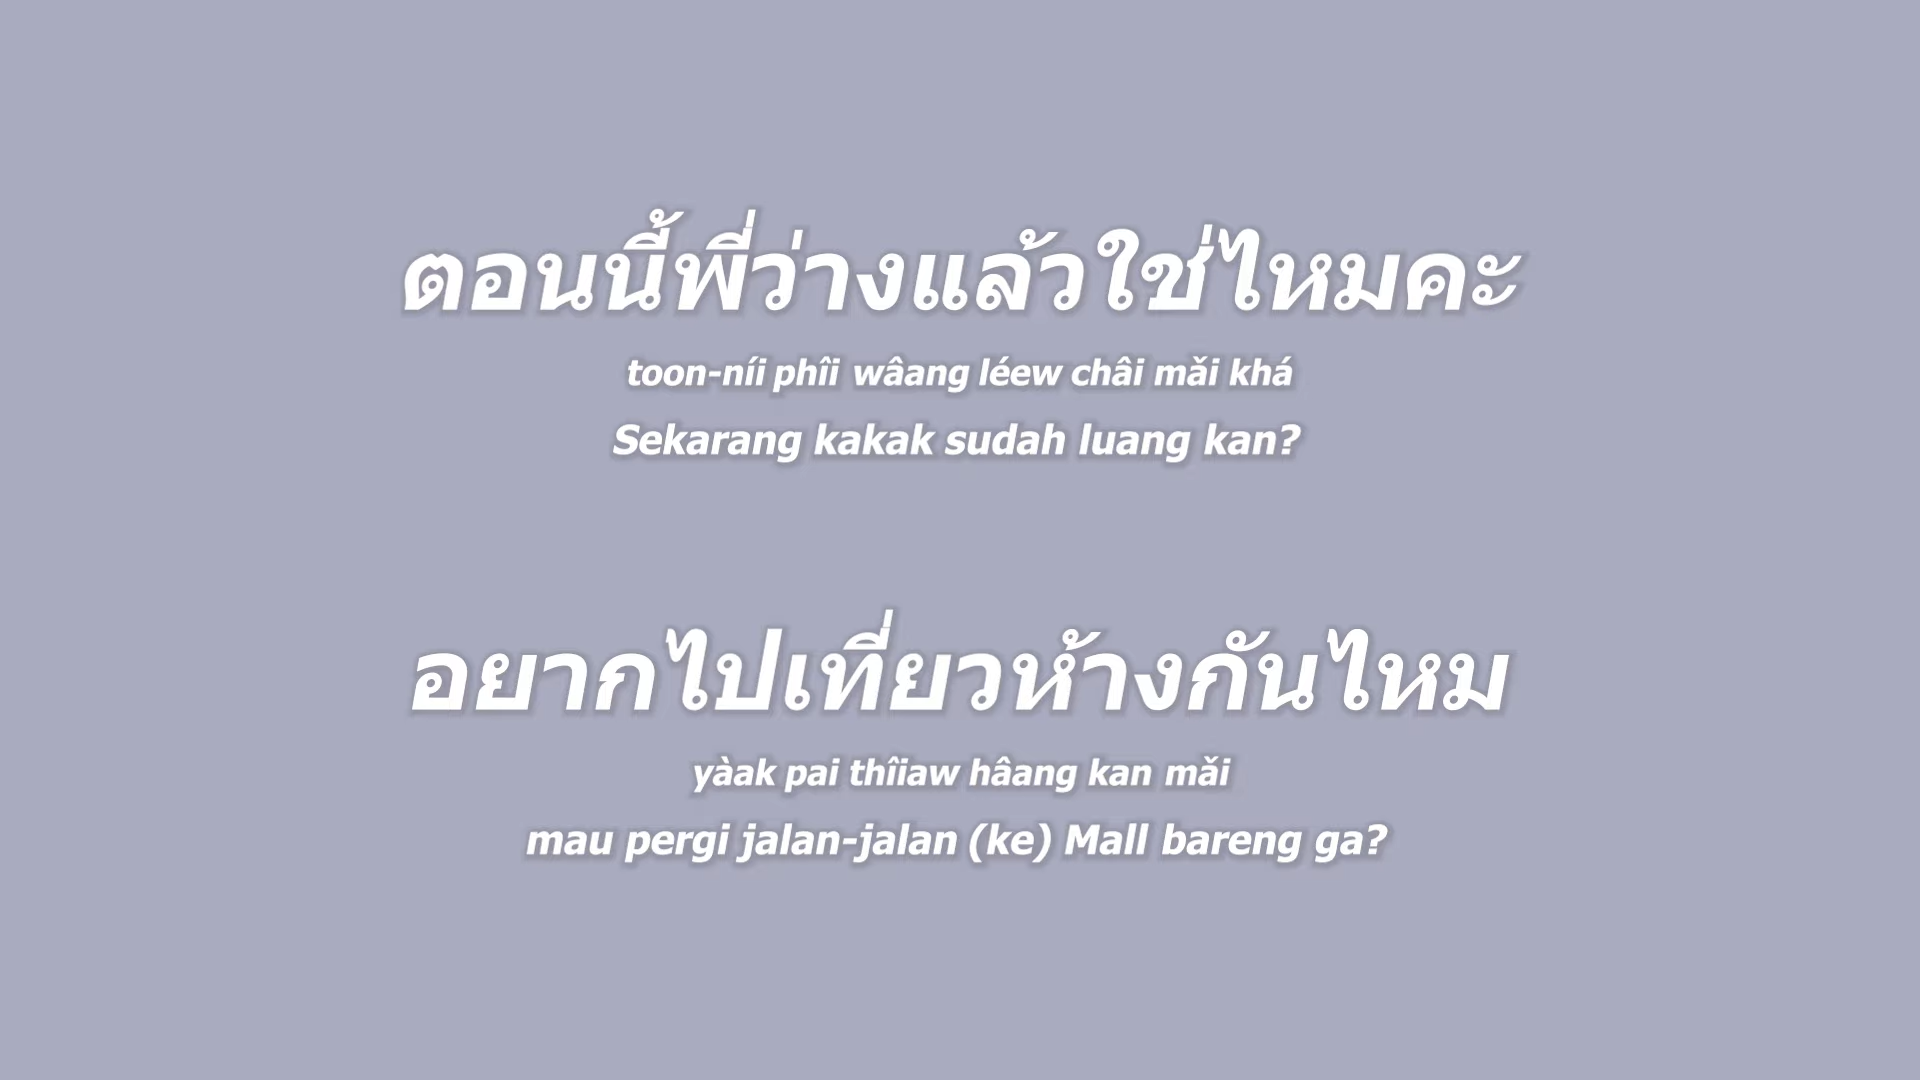 ตอนนี้พี่ว่างแล้วใช่ไหมคะ
toon-níi phîi wâang léew châi mǎi khá
Sekarang kakak sudah luang kan?
อยากไปเที่ยวห้างกันไหม
yàak pai thîiaw hâang kan mǎi
mau pergi jalan-jalan (ke) Mall bareng ga?